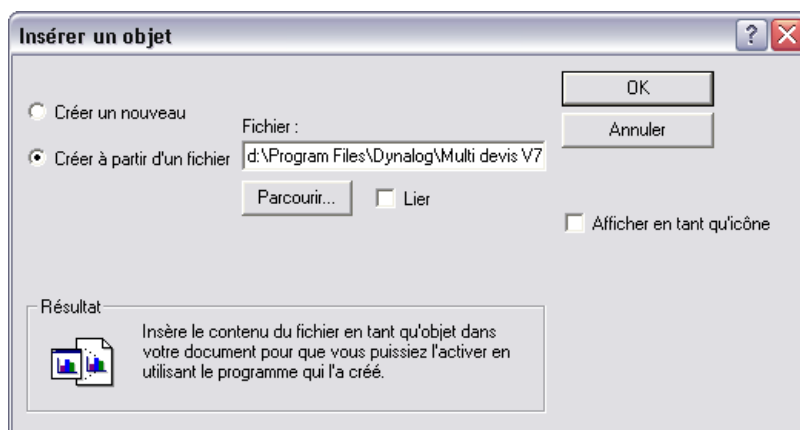 Insérer un objet
Créer un nouveau
Fichier :
Créer à partir d'un fichier
d:\Program Files\Dynalog\Multi devis V7
Parcourir...
Lier
OK
Annuler
Afficher en tant qu'icône
Résultat
Insère le contenu du fichier en tant qu'objet dans
votre document pour que vous puissiez l'activer en
utilisant le programme qui l'a créé.